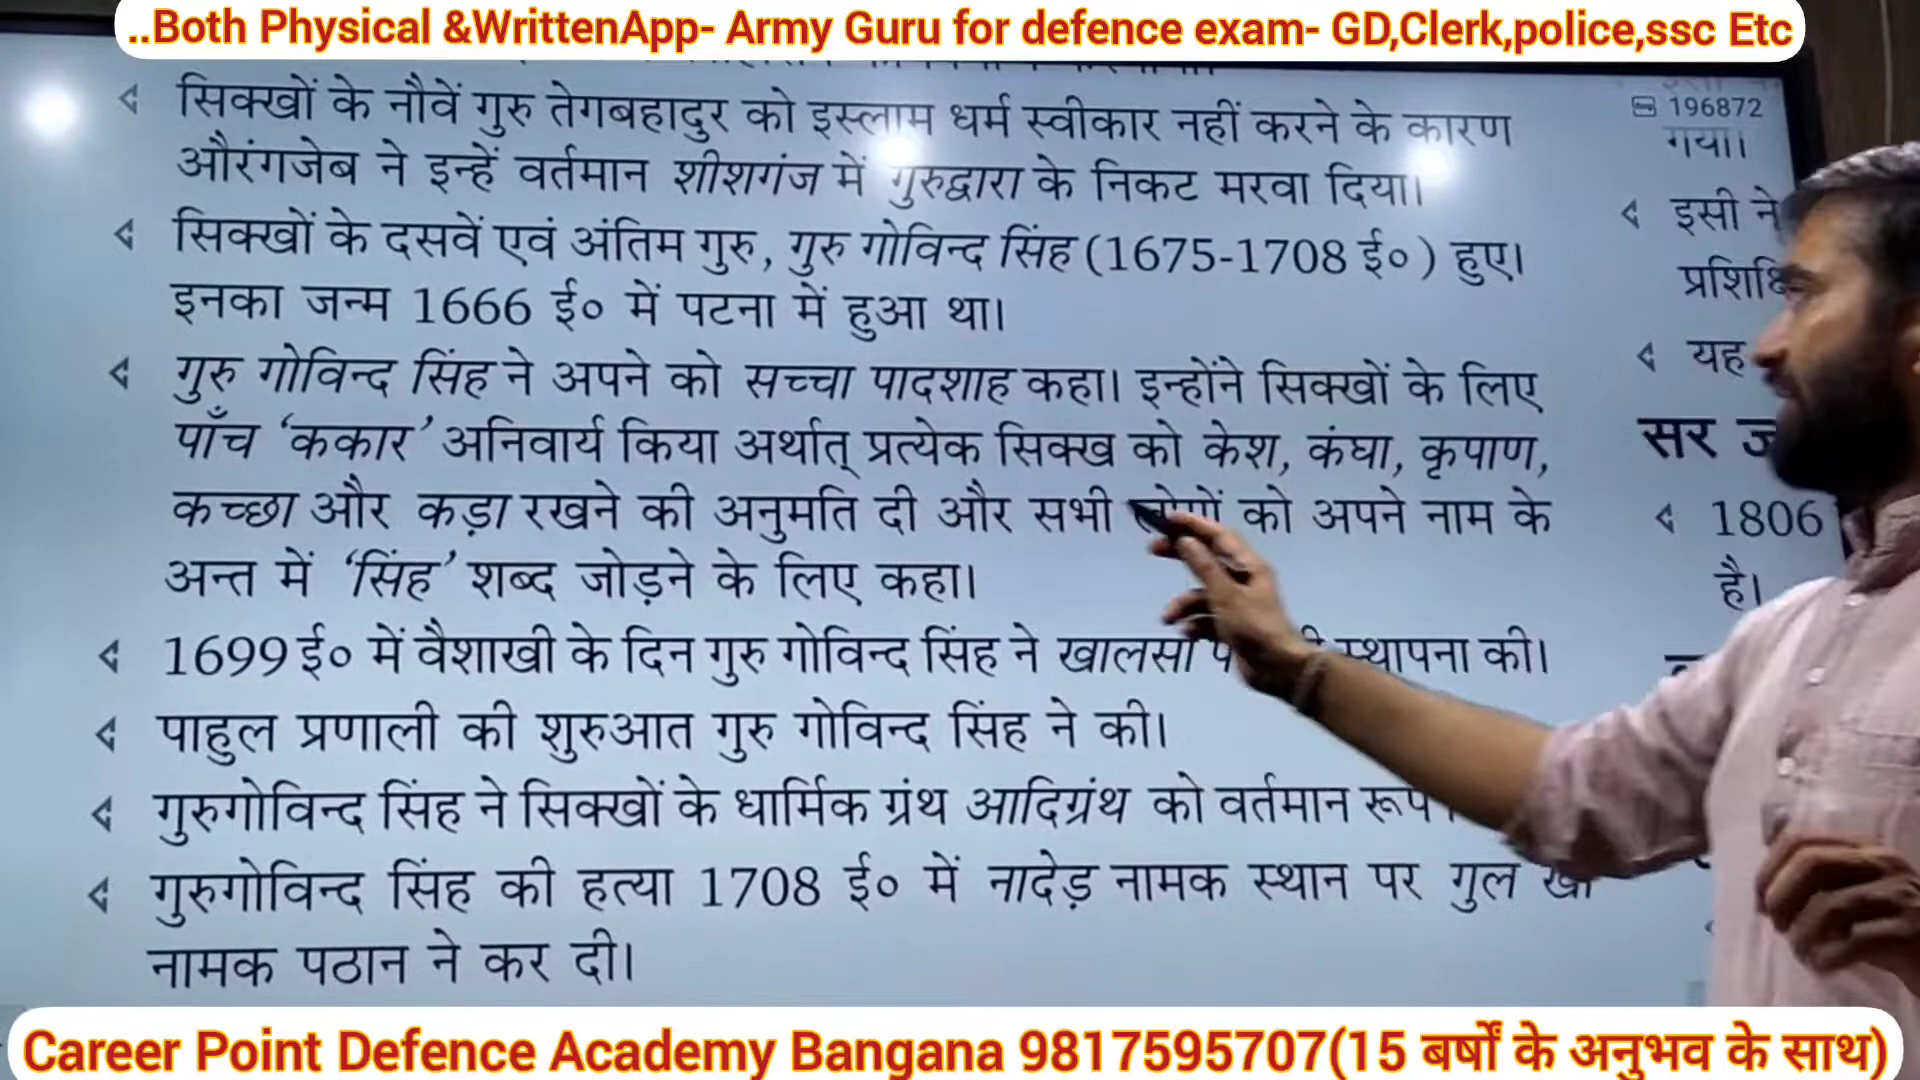 ..Both Physical &WrittenApp- Army Guru for defence exam- GD,Clerk,police,ssc Etc
सिक्खों के नौवें गुरु तेगबहादुर को इस्लाम धर्म स्वीकार नहीं करने के कारण
औरंगजेब ने इन्हें वर्तमान शीशगंज में गुरुद्वारा के निकट मरवा दिया।
सिक्खों के दसवें एवं अंतिम गुरु, गुरु गोविन्द सिंह (1675-1708 ई०) हुए।
इनका जन्म 1666 ई० में पटना में हुआ था।
गुरु गोविन्द सिंह ने अपने को सच्चा पादशाह कहा। इन्होंने सिक्खों के लिए
पाँच ‘ककार’ अनिवार्य किया अर्थात् प्रत्येक सिक्ख को केश, कंघा, कृपाण,
कच्छा और कड़ा रखने की अनुमति दी और सभी लोगों को अपने नाम के
अन्त में ‘सिंह’ शब्द जोड़ने के लिए कहा।
1699 ई० में वैशाखी के दिन गुरु गोविन्द सिंह ने खालसा स्थापना की।
पाहुल प्रणाली की शुरुआत गुरु गोविन्द सिंह ने की।
गुरुगोविन्द सिंह ने सिक्खों के धार्मिक ग्रंथ आदिग्रंथ को वर्तमान रूप
गुरुगोविन्द सिंह की हत्या 1708 ई० में नादेड़ नामक स्थान पर गुल खाँ
नामक पठान ने कर दी।
196872
गया।
इसी ने
यह
सर
1806
है।
Career Point Defence Academy Bangana 9817595707(15 बर्षों के अनुभव के साथ)